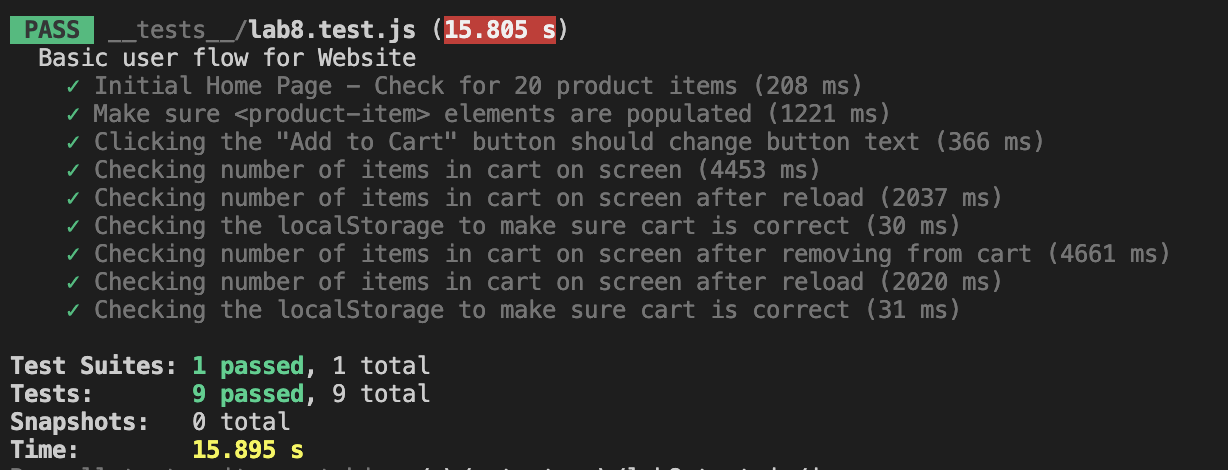 PASS __tests__/lab8.test.js (15.805 s)
Basic user flow for Website
✓ Initial Home Page – Check for 20 product items (208 ms)
✓ Make sure <product-item> elements are populated (1221 ms)
✓ Clicking the "Add to Cart" button should change button text (366 ms)
✓ Checking number of items in cart on screen (4453 ms)
✓ Checking number of items in cart on screen after reload (2037 ms)
✓ Checking the localStorage to make sure cart is correct (30 ms)
✓ Checking number of items in cart on screen after removing from cart (4661 ms)
✓ Checking number of items in cart on screen after reload (2020 ms)
✓ Checking the localStorage to make sure cart is correct (31 ms)
Test Suites: 1 passed, 1 total
Tests: 9 passed, 9 total
Snapshots: 0 total
Time: 15.895 s